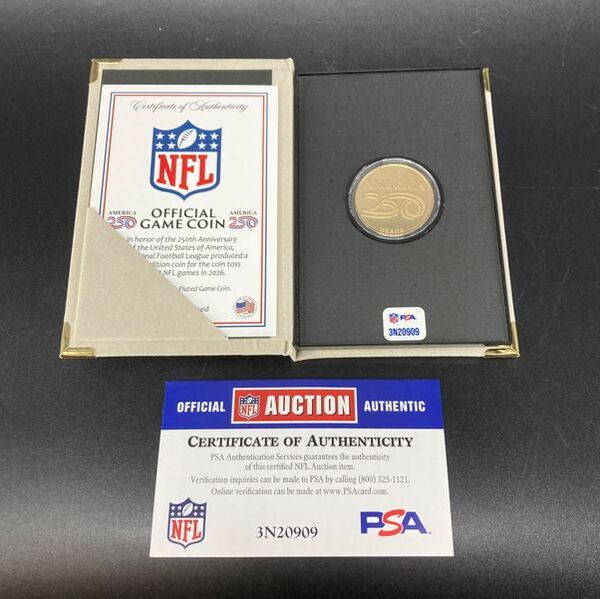 Certificate of Authenticity
NFL
OFFICIAL
GAME COIN
AMERICA
250
AMERICA
250
In honor of the 250th Anniversary
of the United States of America,
Football League produced a
coin for the coin toss
NFL games in 2026.
Plated Game Coin.
AMERICA
250
HEADS
PSA
3N20909
OFFICIAL
NFL
AUCTION
AUTHENTIC
CERTIFICATE OF AUTHENTICITY
PSA Authentication Services guarantees the authenticity
of this certified NFL Auction item.
Verification inquiries can be made to PSA by calling (800) 325-1121.
Online verification can be made at www.PSAcard.com.
NFL
3N20909
PSA